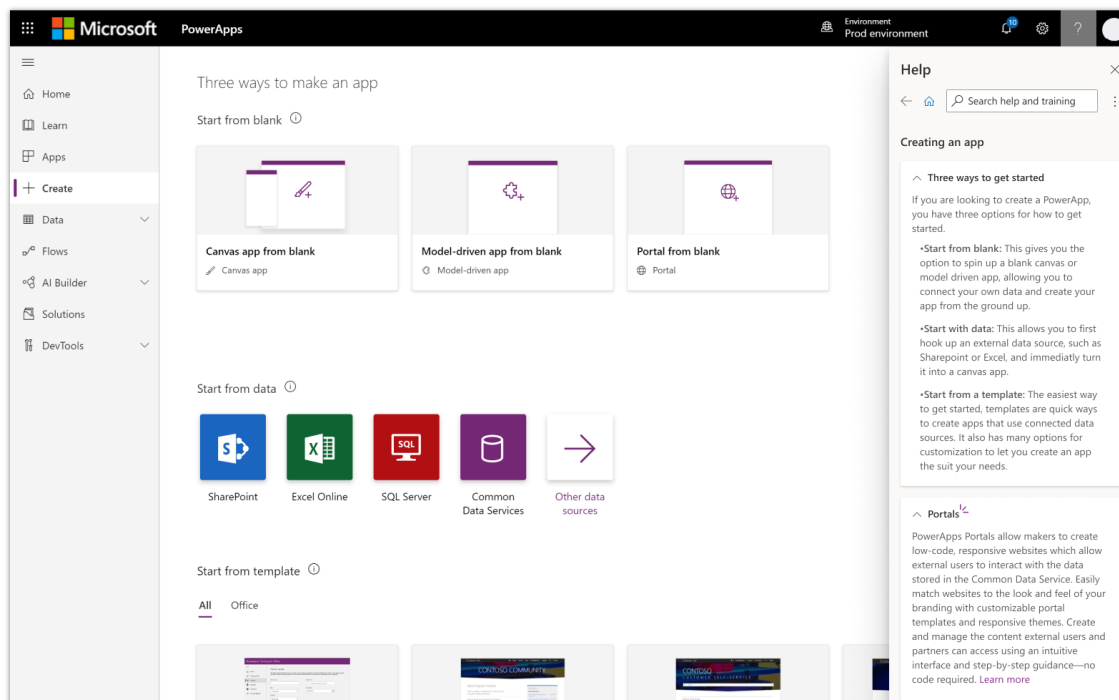 Microsoft
PowerApps
Environment
Prod environment
10
?
Home
Learn
Apps
Create
Data
Flows
AI Builder
Solutions
DevTools
Three ways to make an app
Start from blank
Canvas app from blank
Canvas app
Model-driven app from blank
Model-driven app
Portal from blank
Portal
Start from data
S
X
SQL
SharePoint
Excel Online
SQL Server
Common
Data Services
Other data
sources
Start from template
All
Office
CONTOSO COMMUNITY
CONTOSO
CUSTOMER SELF-SERVICE
Help
Search help and training
Creating an app
Three ways to get started
If you are looking to create a PowerApp,
you have three options for how to get
started.
•Start from blank: This gives you the
option to spin up a blank canvas or
model driven app, allowing you to
connect your own data and create your
app from the ground up.
•Start with data: This allows you to first
hook up an external data source, such as
Sharepoint or Excel, and immediatly turn
it into a canvas app.
•Start from a template: The easiest way
to get started, templates are quick ways
to create apps that use connected data
sources. It also has many options for
customization to let you create an app
the suit your needs.
Portals
PowerApps Portals allow makers to create
low-code, responsive websites which allow
external users to interact with the data
stored in the Common Data Service. Easily
match websites to the look and feel of your
branding with customizable portal
templates and responsive themes. Create
and manage the content external users and
partners can access using an intuitive
interface and step-by-step guidance—no
code required. Learn more